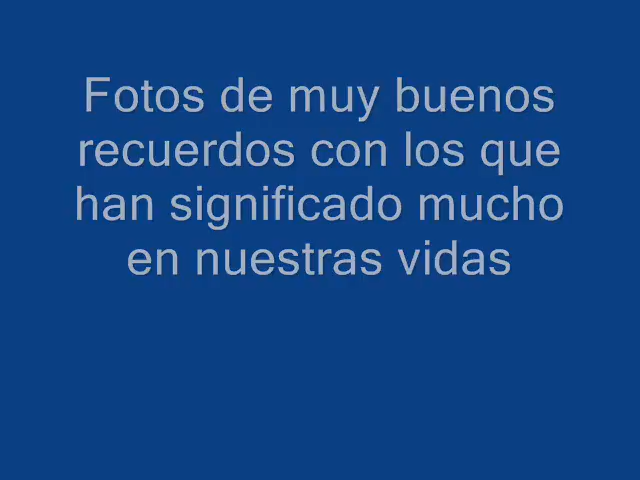 Fotos de muy buenos
recuerdos con los que
han significado mucho
en nuestras vidas